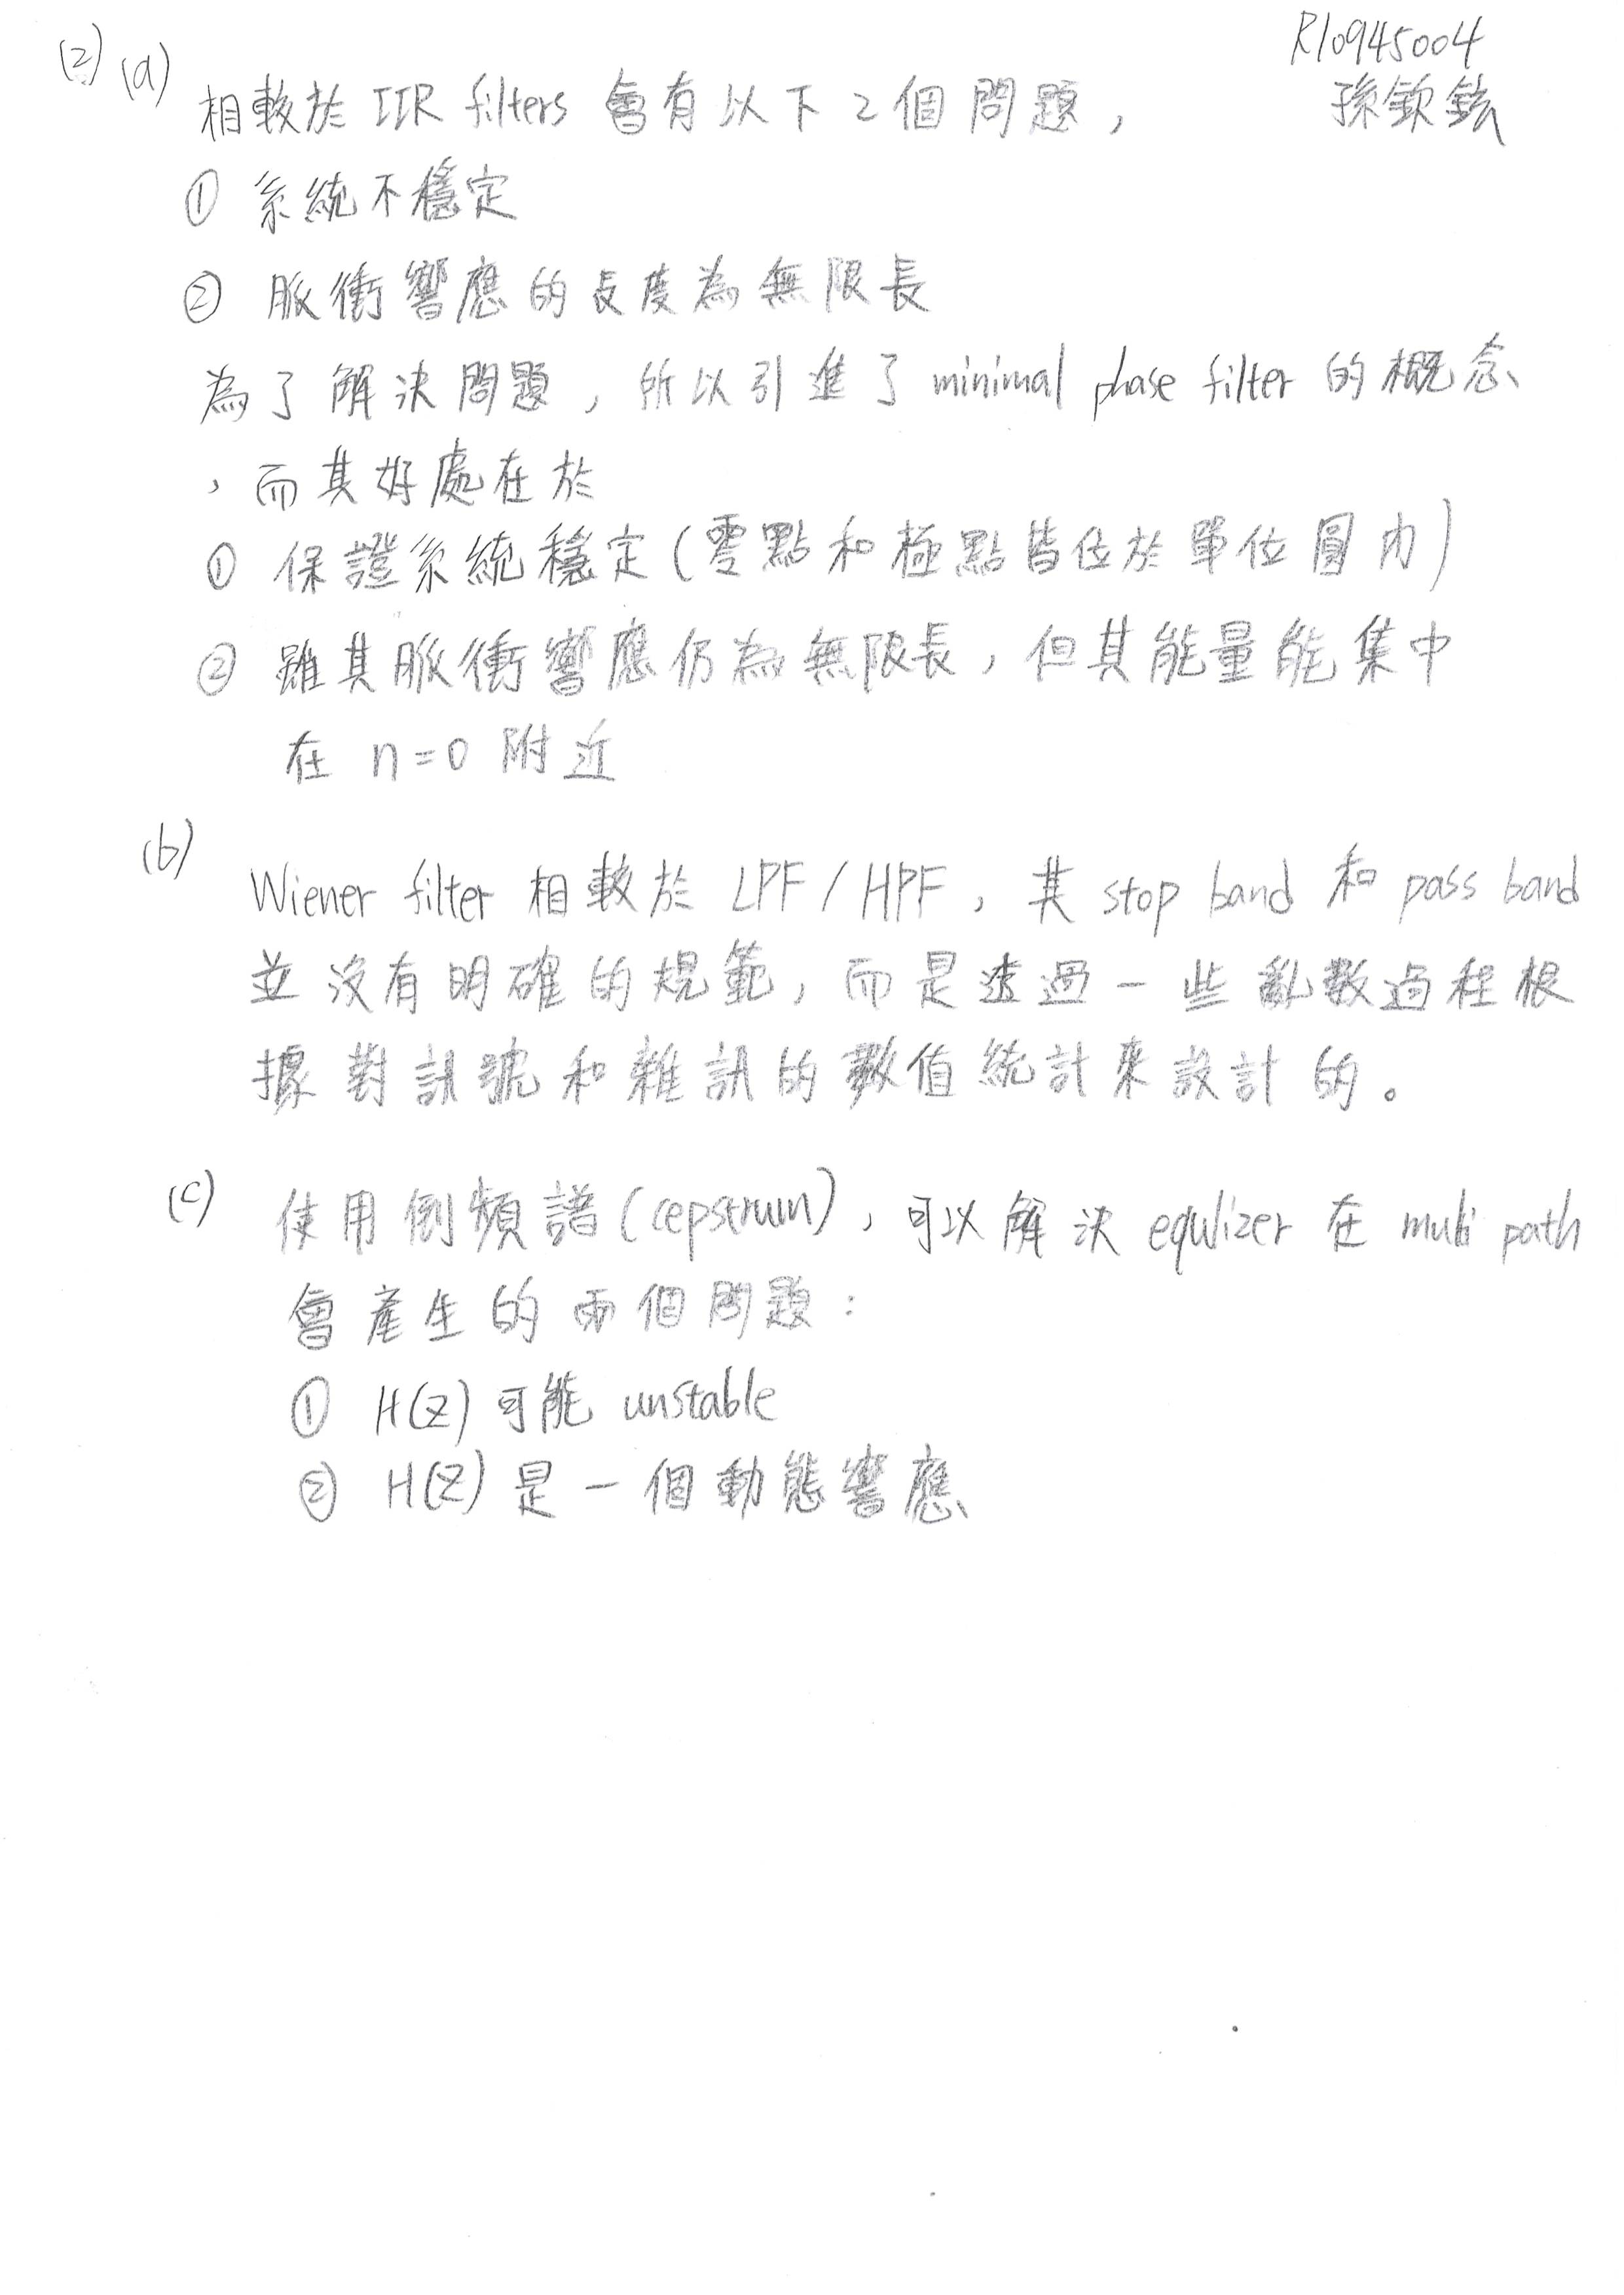 R10945004
孫欽鉉
(2) (a)
相較於 IIR filters 會有以下 2 個問題，
① 系統不穩定
② 脈衝響應的長度為無限長
為了解決問題，所以引進了 minimal phase filter 的概念
，而其好處在於
① 保證系統穩定(零點和極點皆位於單位圓內)
② 雖其脈衝響應仍為無限長，但其能量能集中
在 n=0 附近
(b)
Wiener filter 相較於 LPF / HPF，其 stop band 和 pass band
並沒有明確的規範，而是透過一些亂數過程根
據對訊號和雜訊的數值統計來設計的。
(c) 使用倒頻譜(cepstrum)，可以解決 equlizer 在 multi path
會產生的兩個問題：
① H(Z) 可能 unstable
② H(Z) 是一個動態響應